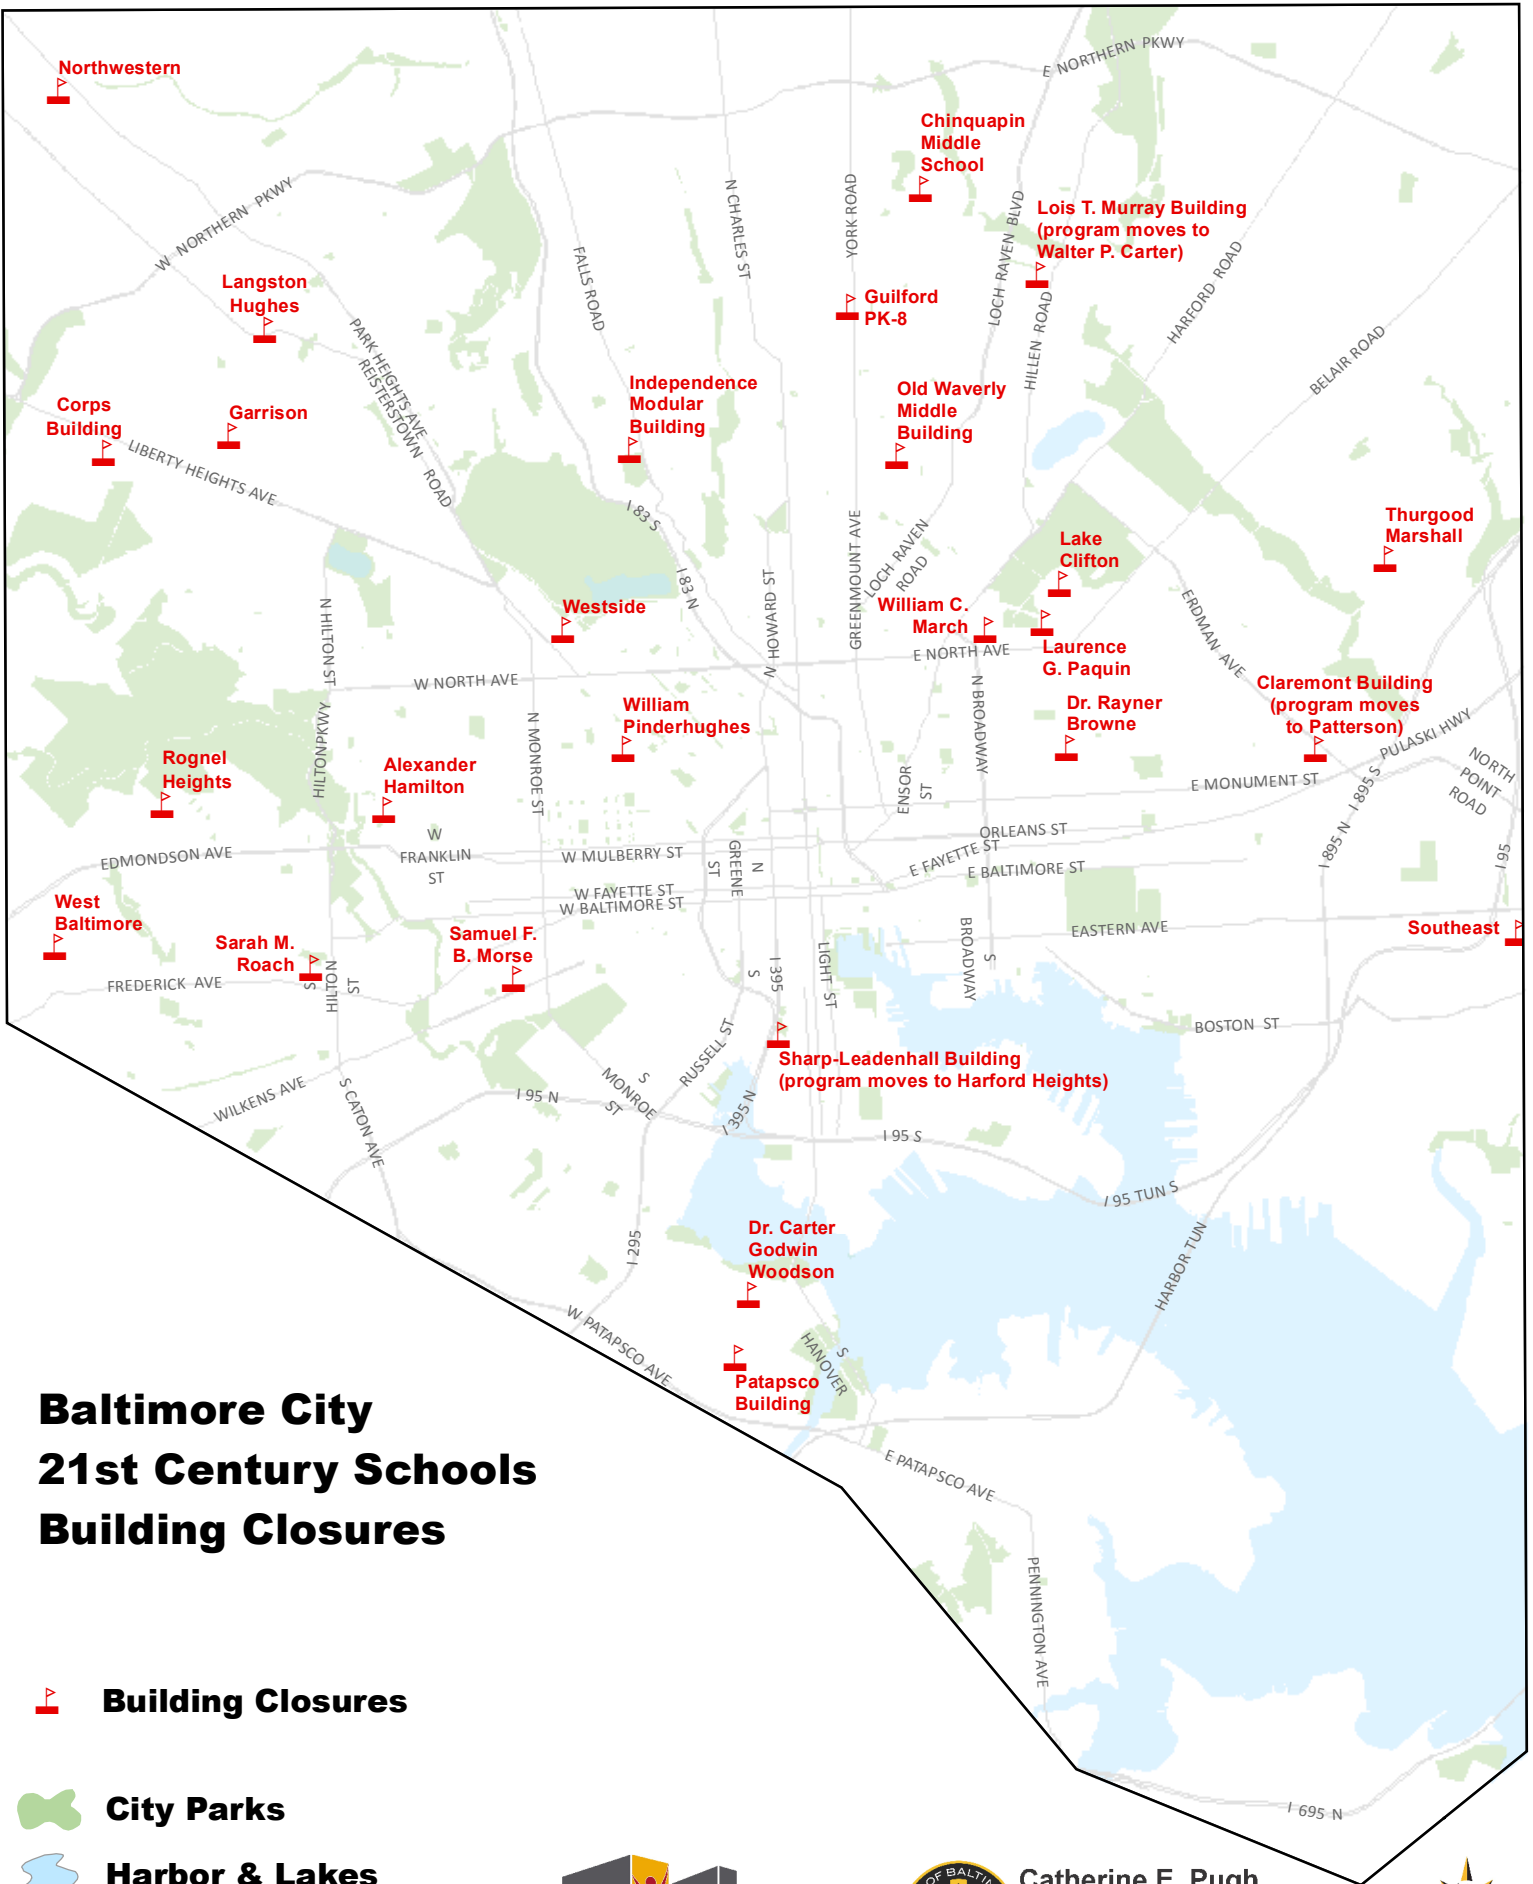 E NORTHERN PKWY
Northwestern
Chinquapin
Middle
School
W NORTHERN PKWY
N CHARLES ST
YORK ROAD
LOCH RAVEN BLVD
Lois T. Murray Building
(program moves to
Walter P. Carter)
Langston
Hughes
FALLS ROAD
Guilford
PK-8
HILLEN ROAD
HARFORD ROAD
BELAIR ROAD
PARK HEIGHTS AVE
REISTERSTOWN ROAD
Corps
Building
Garrison
LIBERTY HEIGHTS AVE
Independence
Modular
Building
Old Waverly
Middle
Building
I 83 S
I 83 N
Thurgood
Marshall
Lake
Clifton
GREENMOUNT AVE
LOCH RAVEN
ROAD
N HOWARD ST
N HILTON ST
Westside
William C.
March
Laurence
G. Paquin
E NORTH AVE
ERDMAN AVE
W NORTH AVE
N BROADWAY
Claremont Building
(program moves
to Patterson)
PULASKI HWY
William
Pinderhughes
Dr. Rayner
Browne
HILTONPKWY
N MONROE ST
Rognel
Heights
Alexander
Hamilton
ENSOR
ST
E MONUMENT ST
I 895 S
NORTH
POINT
ROAD
EDMONDSON AVE
W
FRANKLIN
ST
W MULBERRY ST
N
GREENE
ST
ORLEANS ST
E FAYETTE ST
E BALTIMORE ST
I 895 N
I 95
W FAYETTE ST
W BALTIMORE ST
West
Baltimore
Sarah M.
Roach
Samuel F.
B. Morse
EASTERN AVE
Southeast
FREDERICK AVE
S
HILTON
ST
S
I 395
LIGHT ST
S
BROADWAY
BOSTON ST
RUSSELL ST
Sharp-Leadenhall Building
(program moves to Harford Heights)
WILKENS AVE
S CATON AVE
I 95 N
S
MONROE
ST
I 395 N
I 95 S
I 95 TUN S
HARBOR TUN
I 295
Dr. Carter
Godwin
Woodson
W PATAPSCO AVE
S
HANOVER
Patapsco
Building
E PATAPSCO AVE
PENNINGTON AVE
I 695 N
Baltimore City
21st Century Schools
Building Closures
Building Closures
City Parks
Harbor & Lakes
OF BALTI
Catherine E. Pugh